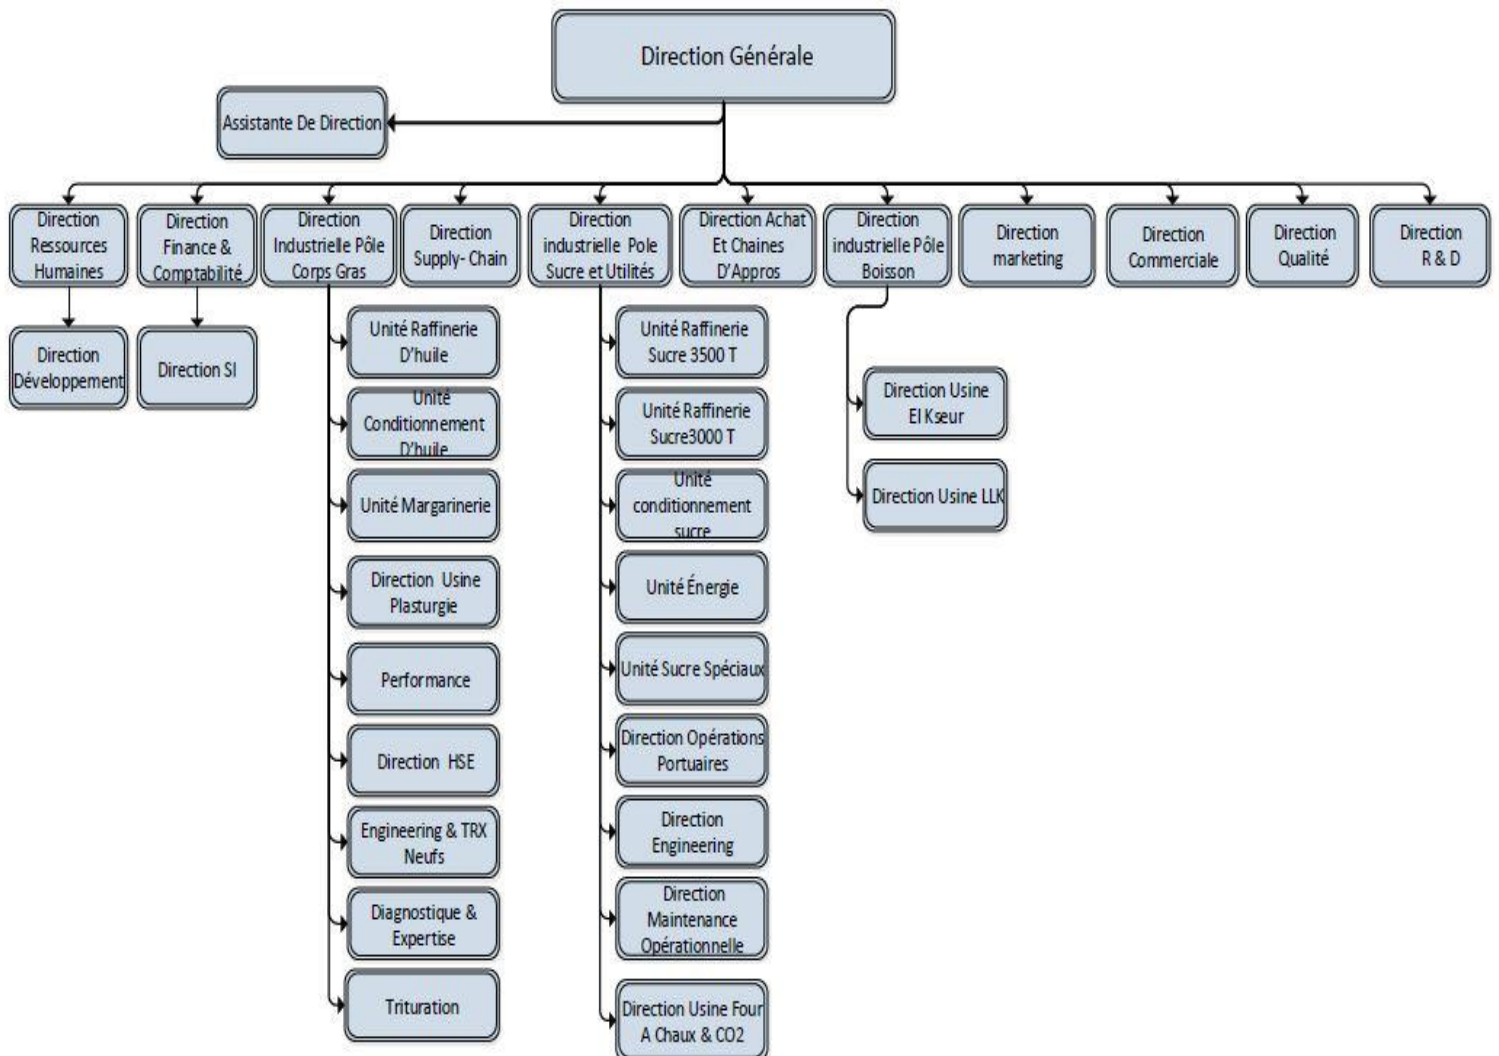 Direction Générale
Assistante De Direction
Direction
Ressources
Humaines
Direction
Finance &
Comptabilité
Direction
Industrielle Pôle
Corps Gras
Direction
Supply- Chain
Direction
industrielle Pole
Sucre et Utilités
Direction Achat
Et Chaines
D'Appros
Direction
industrielle Pôle
Boisson
Direction
marketing
Direction
Commerciale
Direction
Qualité
Direction
R & D
Direction
Développement
Direction SI
Unité Raffinerie
D'huile
Unité
Conditionnement
D'huile
Unité Margarinerie
Direction Usine
Plasturgie
Performance
Direction HSE
Engineering & TRX
Neufs
Diagnostique &
Expertise
Trituration
Unité Raffinerie
Sucre 3500 T
Unité Raffinerie
Sucre3000 T
Unité
conditionnement
sucre
Unité Énergie
Unité Sucre Spéciaux
Direction Opérations
Portuaires
Direction
Engineering
Direction
Maintenance
Opérationnelle
Direction Usine Four
A Chaux & CO2
Direction Usine
El Kseur
Direction Usine LLK